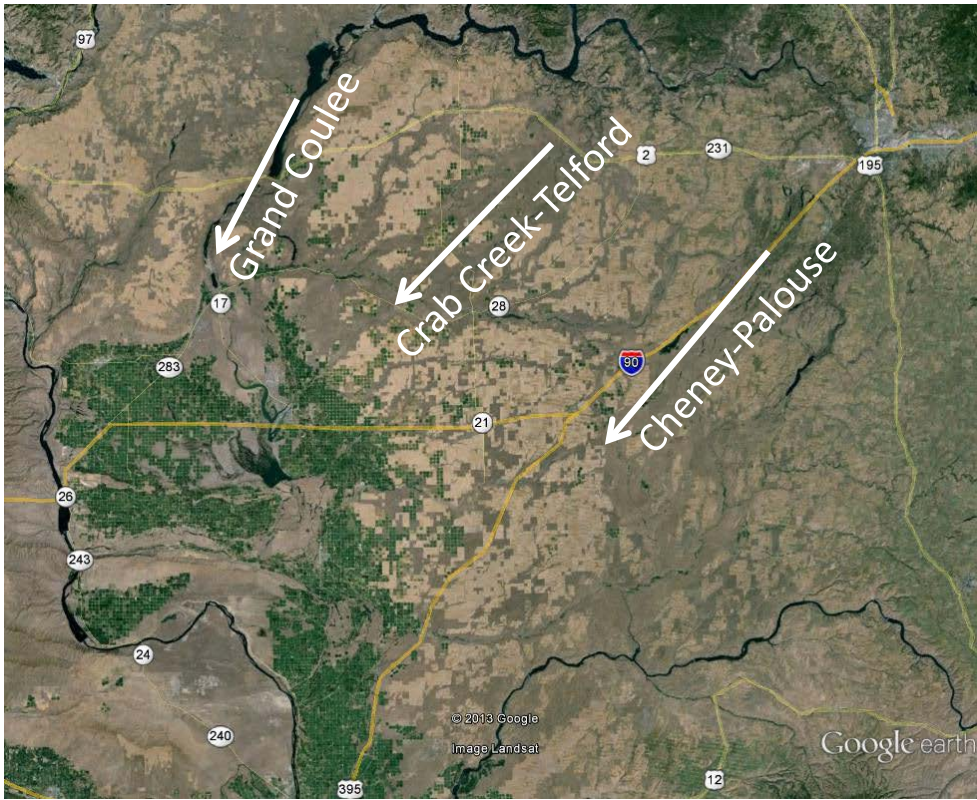 97
Grand Coulee
Crab Creek-Telford
2
231
195
Cheney-Palouse
17
28
283
90
21
26
243
24
240
© 2013 Google
Image Landsat
Google earth
12
395